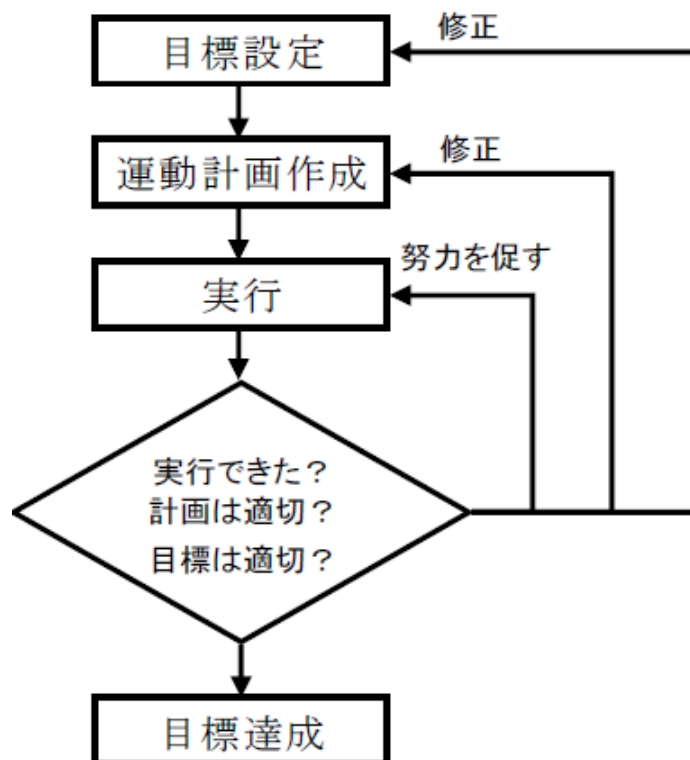 目標設定
修正
運動計画作成
修正
努力を促す
実行
実行できた？
計画は適切？
目標は適切？
目標達成